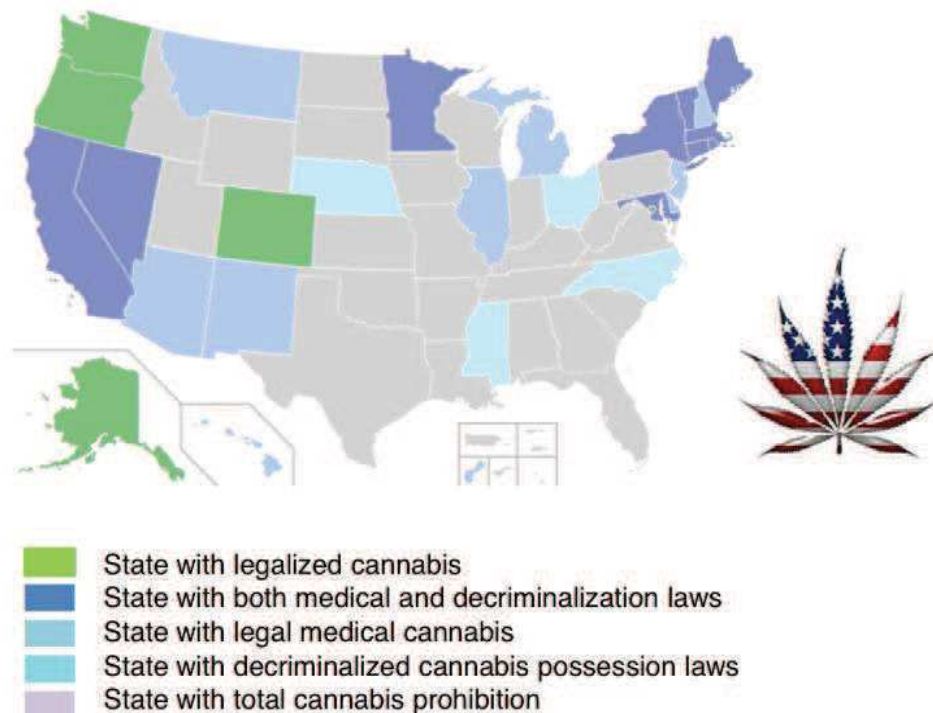 State with legalized cannabis
State with both medical and decriminalization laws
State with legal medical cannabis
State with decriminalized cannabis possession laws
State with total cannabis prohibition